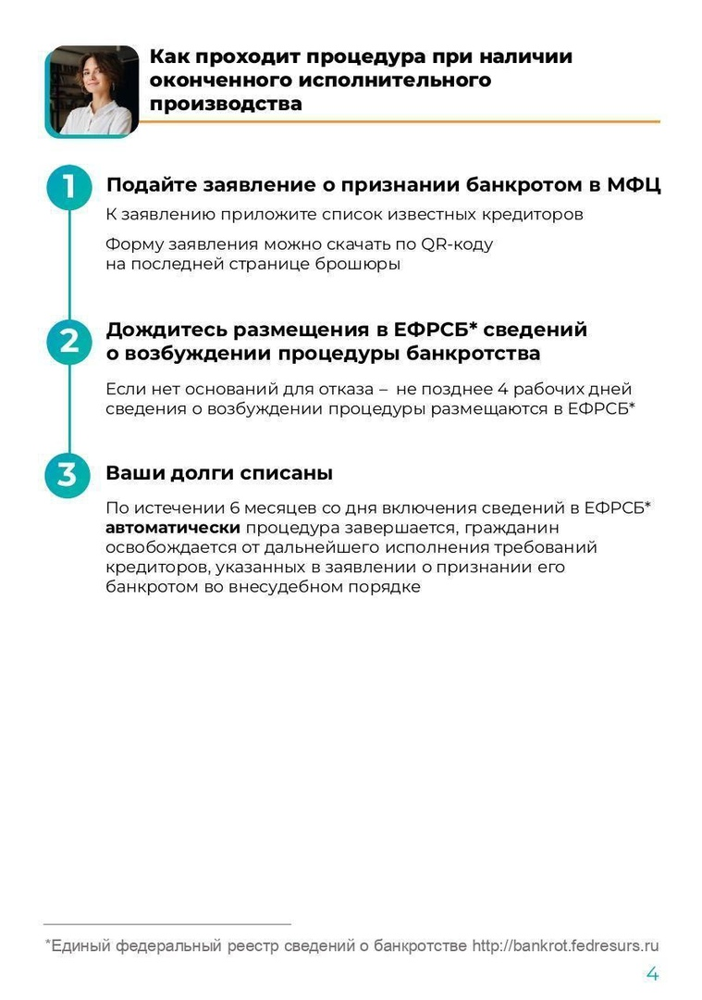 Как проходит процедура при наличии
оконченного исполнительного
производства
1
Подайте заявление о признании банкротом в МФЦ
К заявлению приложите список известных кредиторов
Форму заявления можно скачать по QR-коду
на последней странице брошюры
2
Дождитесь размещения в ЕФРСБ* сведений
о возбуждении процедуры банкротства
Если нет оснований для отказа – не позднее 4 рабочих дней
сведения о возбуждении процедуры размещаются в ЕФРСБ*
3
Ваши долги списаны
По истечении 6 месяцев со дня включения сведений в ЕФРСБ*
автоматически процедура завершается, гражданин
освобождается от дальнейшего исполнения требований
кредиторов, указанных в заявлении о признании его
банкротом во внесудебном порядке
*Единый федеральный реестр сведений о банкротстве http://bankrot.fedresurs.ru
4